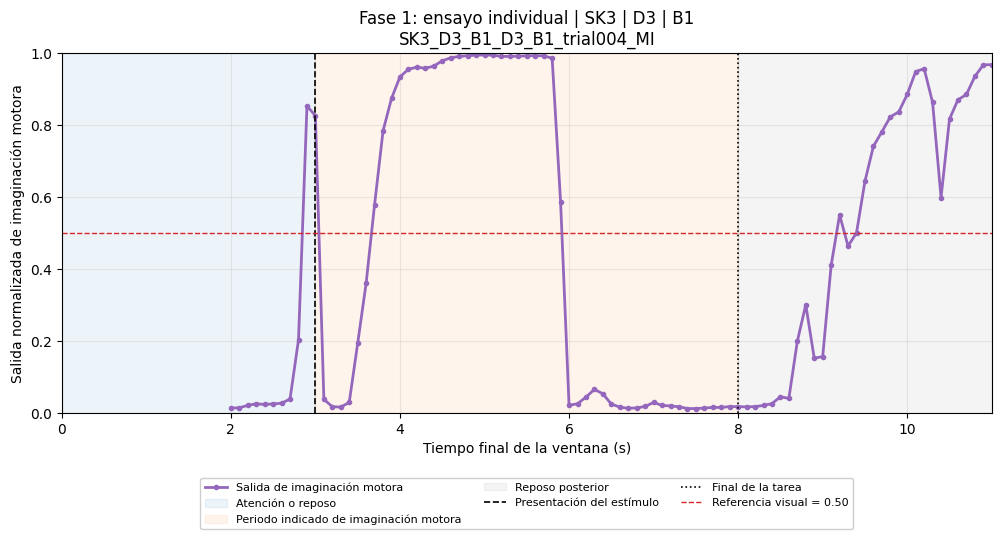 Fase 1: ensayo individual | SK3 | D3 | B1
SK3_D3_B1_D3_B1_trial004_MI
Salida normalizada de imaginación motora
1.0
0.8
0.6
0.4
0.2
0.0
0 2 4 6 8 10
Tiempo final de la ventana (s)
Salida de imaginación motora
Atención o reposo
Periodo indicado de imaginación motora
Reposo posterior
Presentación del estímulo
Final de la tarea
Referencia visual = 0.50